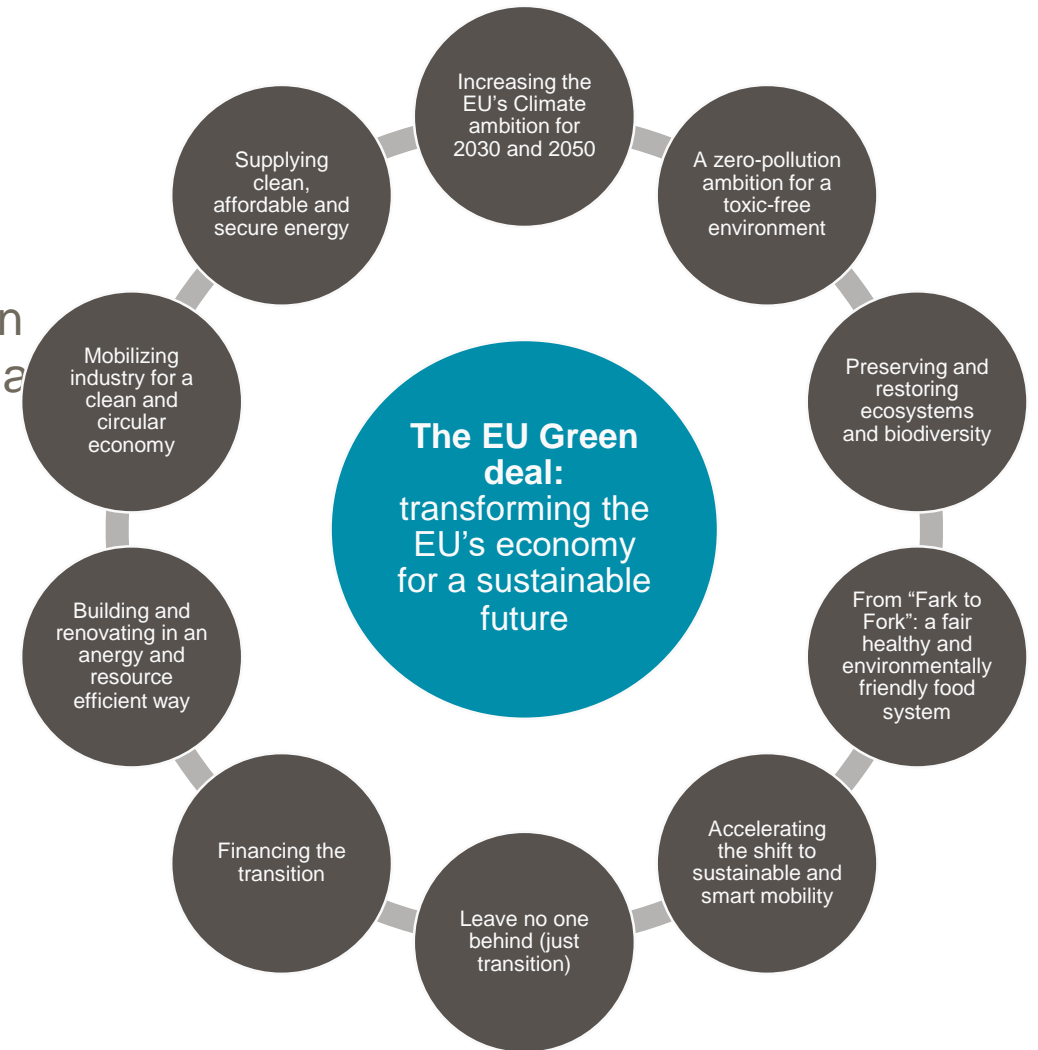 Increasing the
EU’s Climate
ambition for
2030 and 2050
A zero-pollution
ambition for a
toxic-free
environment
Preserving and
restoring
ecosystems
and biodiversity
From “Fark to
Fork”: a fair
healthy and
environmentally
friendly food
system
Accelerating
the shift to
sustainable and
smart mobility
Leave no one
behind (just
transition)
Financing the
transition
Building and
renovating in an
anergy and
resource
efficient way
Mobilizing
industry for a
clean and
circular
economy
Supplying
clean,
affordable and
secure energy
The EU Green
deal:
transforming the
EU’s economy
for a sustainable
future